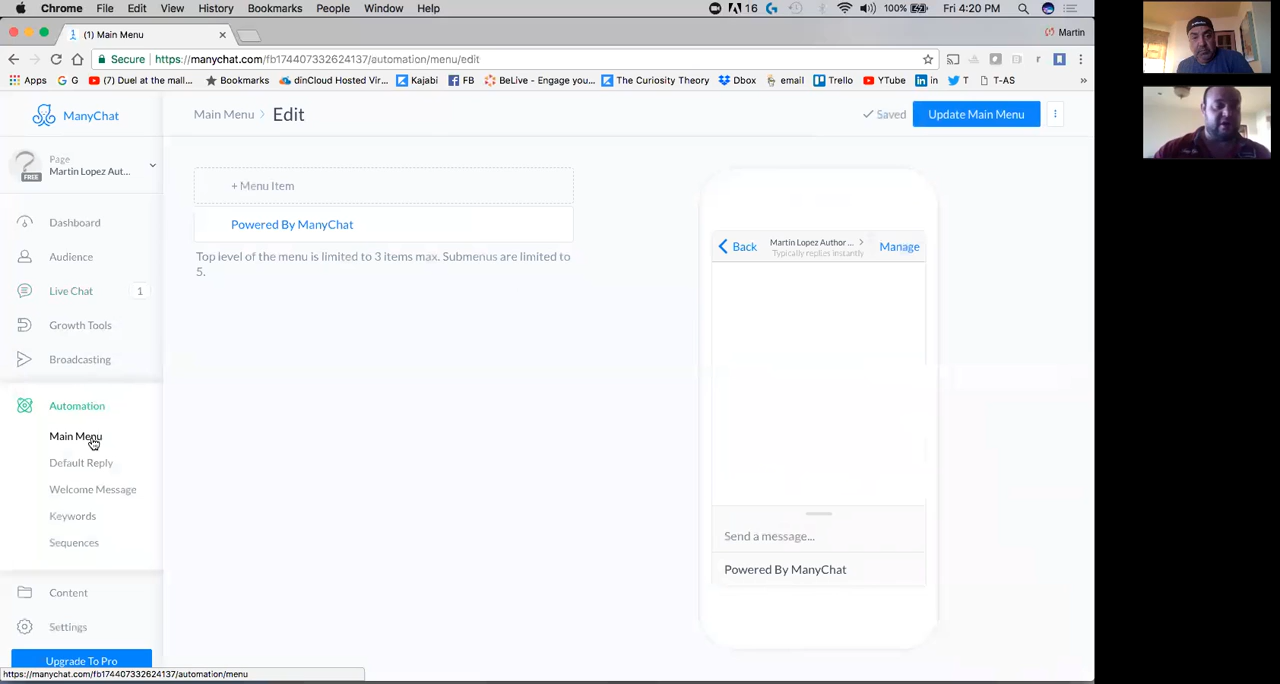 Chrome File Edit View History Bookmarks People Window Help 16 100% Fri 4:20 PM
(1) Main Menu Martin
Secure https://manychat.com/fb174407332624137/automation/menu/edit
Apps G (7) Duel at the mall... Bookmarks dinCloud Hosted Vir... Kajabi FB BeLive - Engage you... The Curiosity Theory Dbox email Trello YTube in T T-AS »
ManyChat
Main Menu Edit
Saved
Update Main Menu
Page
Martin Lopez Aut...
FREE
Dashboard
Audience
Live Chat 1
Growth Tools
Broadcasting
Automation
Main Menu
Default Reply
Welcome Message
Keywords
Sequences
Content
Settings
Upgrade To Pro
+ Menu Item
Powered By ManyChat
Top level of the menu is limited to 3 items max. Submenus are limited to
5.
Back Martin Lopez Author ... Manage
Typically replies instantly
Send a message...
Powered By ManyChat
https://manychat.com/fb174407332624137/automation/menu